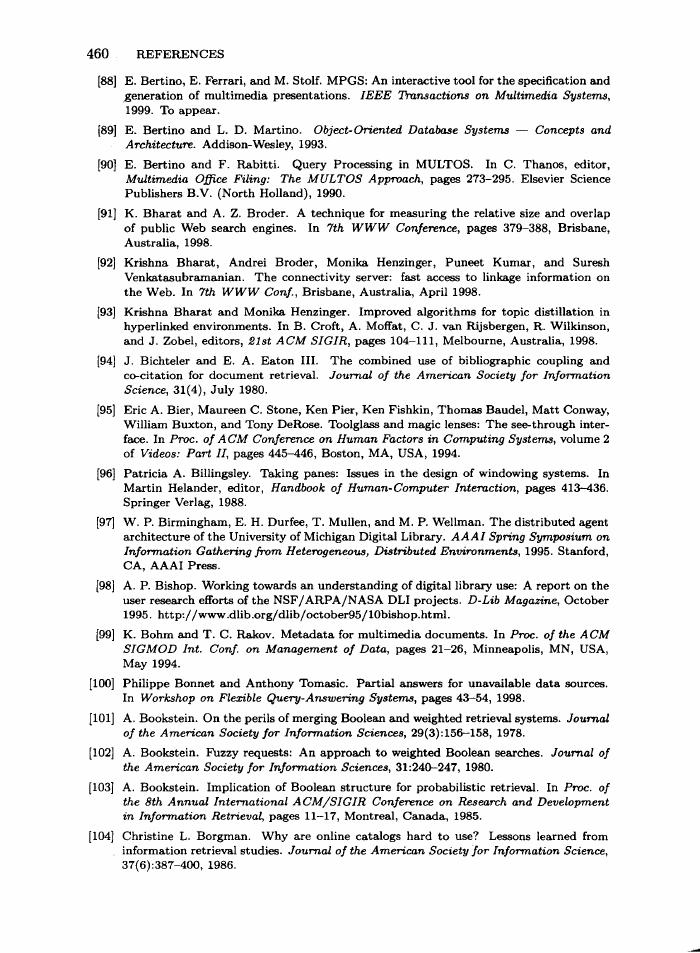 460 REFERENCES
[88] E. Bertino, E. Ferrari, and M. Stolf. MPGS: An interactive tool for the specification and
generation of multimedia presentations. IEEE Transactions on Multimedia Systems,
1999. To appear.
[89] E. Bertino and L. D. Martino. Object-Oriented Database Systems — Concepts and
Architecture. Addison-Wesley, 1993.
[90] E. Bertino and F. Rabitti. Query Processing in MULTOS. In C. Thanos, editor,
Multimedia Office Filing: The MULTOS Approach, pages 273–295. Elsevier Science
Publishers B.V. (North Holland), 1990.
[91] K. Bharat and A. Z. Broder. A technique for measuring the relative size and overlap
of public Web search engines. In 7th WWW Conference, pages 379–388, Brisbane,
Australia, 1998.
[92] Krishna Bharat, Andrei Broder, Monika Henzinger, Puneet Kumar, and Suresh
Venkatasubramanian. The connectivity server: fast access to linkage information on
the Web. In 7th WWW Conf., Brisbane, Australia, April 1998.
[93] Krishna Bharat and Monika Henzinger. Improved algorithms for topic distillation in
hyperlinked environments. In B. Croft, A. Moffat, C. J. van Rijsbergen, R. Wilkinson,
and J. Zobel, editors, 21st ACM SIGIR, pages 104–111, Melbourne, Australia, 1998.
[94] J. Bichteler and E. A. Eaton III. The combined use of bibliographic coupling and
co-citation for document retrieval. Journal of the American Society for Information
Science, 31(4), July 1980.
[95] Eric A. Bier, Maureen C. Stone, Ken Pier, Ken Fishkin, Thomas Baudel, Matt Conway,
William Buxton, and Tony DeRose. Toolglass and magic lenses: The see-through inter-
face. In Proc. of ACM Conference on Human Factors in Computing Systems, volume 2
of Videos: Part II, pages 445–446, Boston, MA, USA, 1994.
[96] Patricia A. Billingsley. Taking panes: Issues in the design of windowing systems. In
Martin Helander, editor, Handbook of Human-Computer Interaction, pages 413–436.
Springer Verlag, 1988.
[97] W. P. Birmingham, E. H. Durfee, T. Mullen, and M. P. Wellman. The distributed agent
architecture of the University of Michigan Digital Library. AAAI Spring Symposium on
Information Gathering from Heterogeneous, Distributed Environments, 1995. Stanford,
CA, AAAI Press.
[98] A. P. Bishop. Working towards an understanding of digital library use: A report on the
user research efforts of the NSF/ARPA/NASA DLI projects. D-Lib Magazine, October
1995. http://www.dlib.org/dlib/october95/10bishop.html.
[99] K. Bohm and T. C. Rakov. Metadata for multimedia documents. In Proc. of the ACM
SIGMOD Int. Conf. on Management of Data, pages 21–26, Minneapolis, MN, USA,
May 1994.
[100] Philippe Bonnet and Anthony Tomasic. Partial answers for unavailable data sources.
In Workshop on Flexible Query-Answering Systems, pages 43–54, 1998.
[101] A. Bookstein. On the perils of merging Boolean and weighted retrieval systems. Journal
of the American Society for Information Sciences, 29(3):156–158, 1978.
[102] A. Bookstein. Fuzzy requests: An approach to weighted Boolean searches. Journal of
the American Society for Information Sciences, 31:240–247, 1980.
[103] A. Bookstein. Implication of Boolean structure for probabilistic retrieval. In Proc. of
the 8th Annual International ACM/SIGIR Conference on Research and Development
in Information Retrieval, pages 11–17, Montreal, Canada, 1985.
[104] Christine L. Borgman. Why are online catalogs hard to use? Lessons learned from
information retrieval studies. Journal of the American Society for Information Science,
37(6):387–400, 1986.